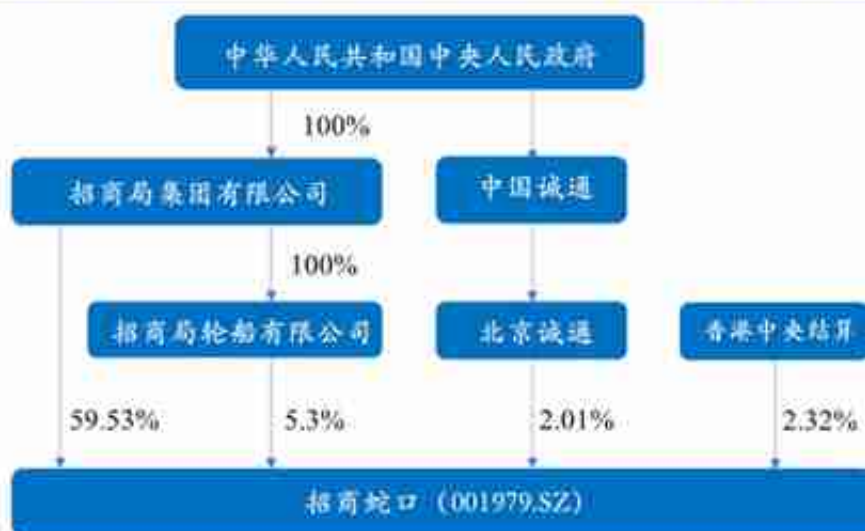 中华人民共和国中央人民政府
100%
招商局集团有限公司
中国诚通
100%
招商局轮船有限公司
北京诚通
香港中央结算
59.53%
5.3%
2.01%
2.32%
招商蛇口（001979.SZ）